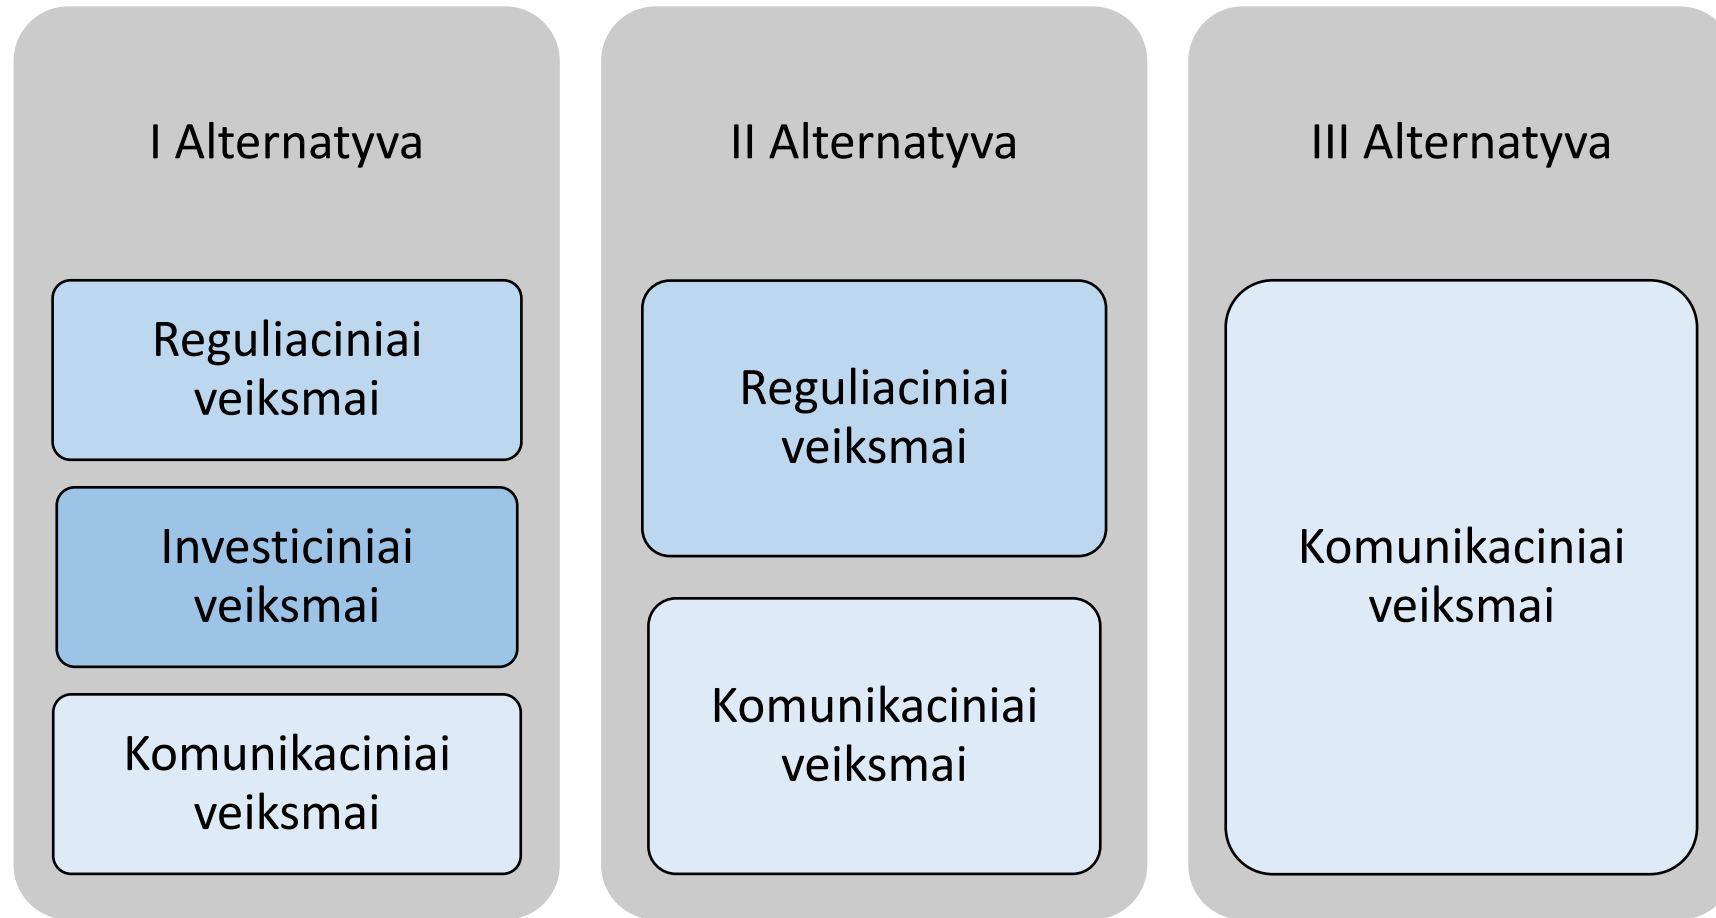 I Alternatyva
Reguliaciniai
veiksmai
Investiciniai
veiksmai
Komunikaciniai
veiksmai
II Alternatyva
Reguliaciniai
veiksmai
Komunikaciniai
veiksmai
III Alternatyva
Komunikaciniai
veiksmai